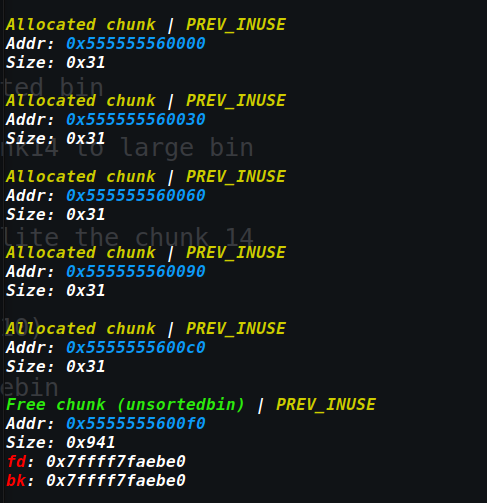 Allocated chunk | PREV_INUSE
Addr: 0x555555560000
Size: 0x31
ted bin
Allocated chunk | PREV_INUSE
Addr: 0x555555560030
Size: 0x31
nk14 to large bin
Allocated chunk | PREV_INUSE
Addr: 0x555555560060
Size: 0x31
lite the chunk 14
Allocated chunk | PREV_INUSE
Addr: 0x555555560090
Size: 0x31
Allocated chunk | PREV_INUSE
Addr: 0x5555555600c0
Size: 0x31
ebin
Free chunk (unsortedbin) | PREV_INUSE
Addr: 0x5555555600f0
Size: 0x941
fd: 0x7ffff7faebe0
bk: 0x7ffff7faebe0